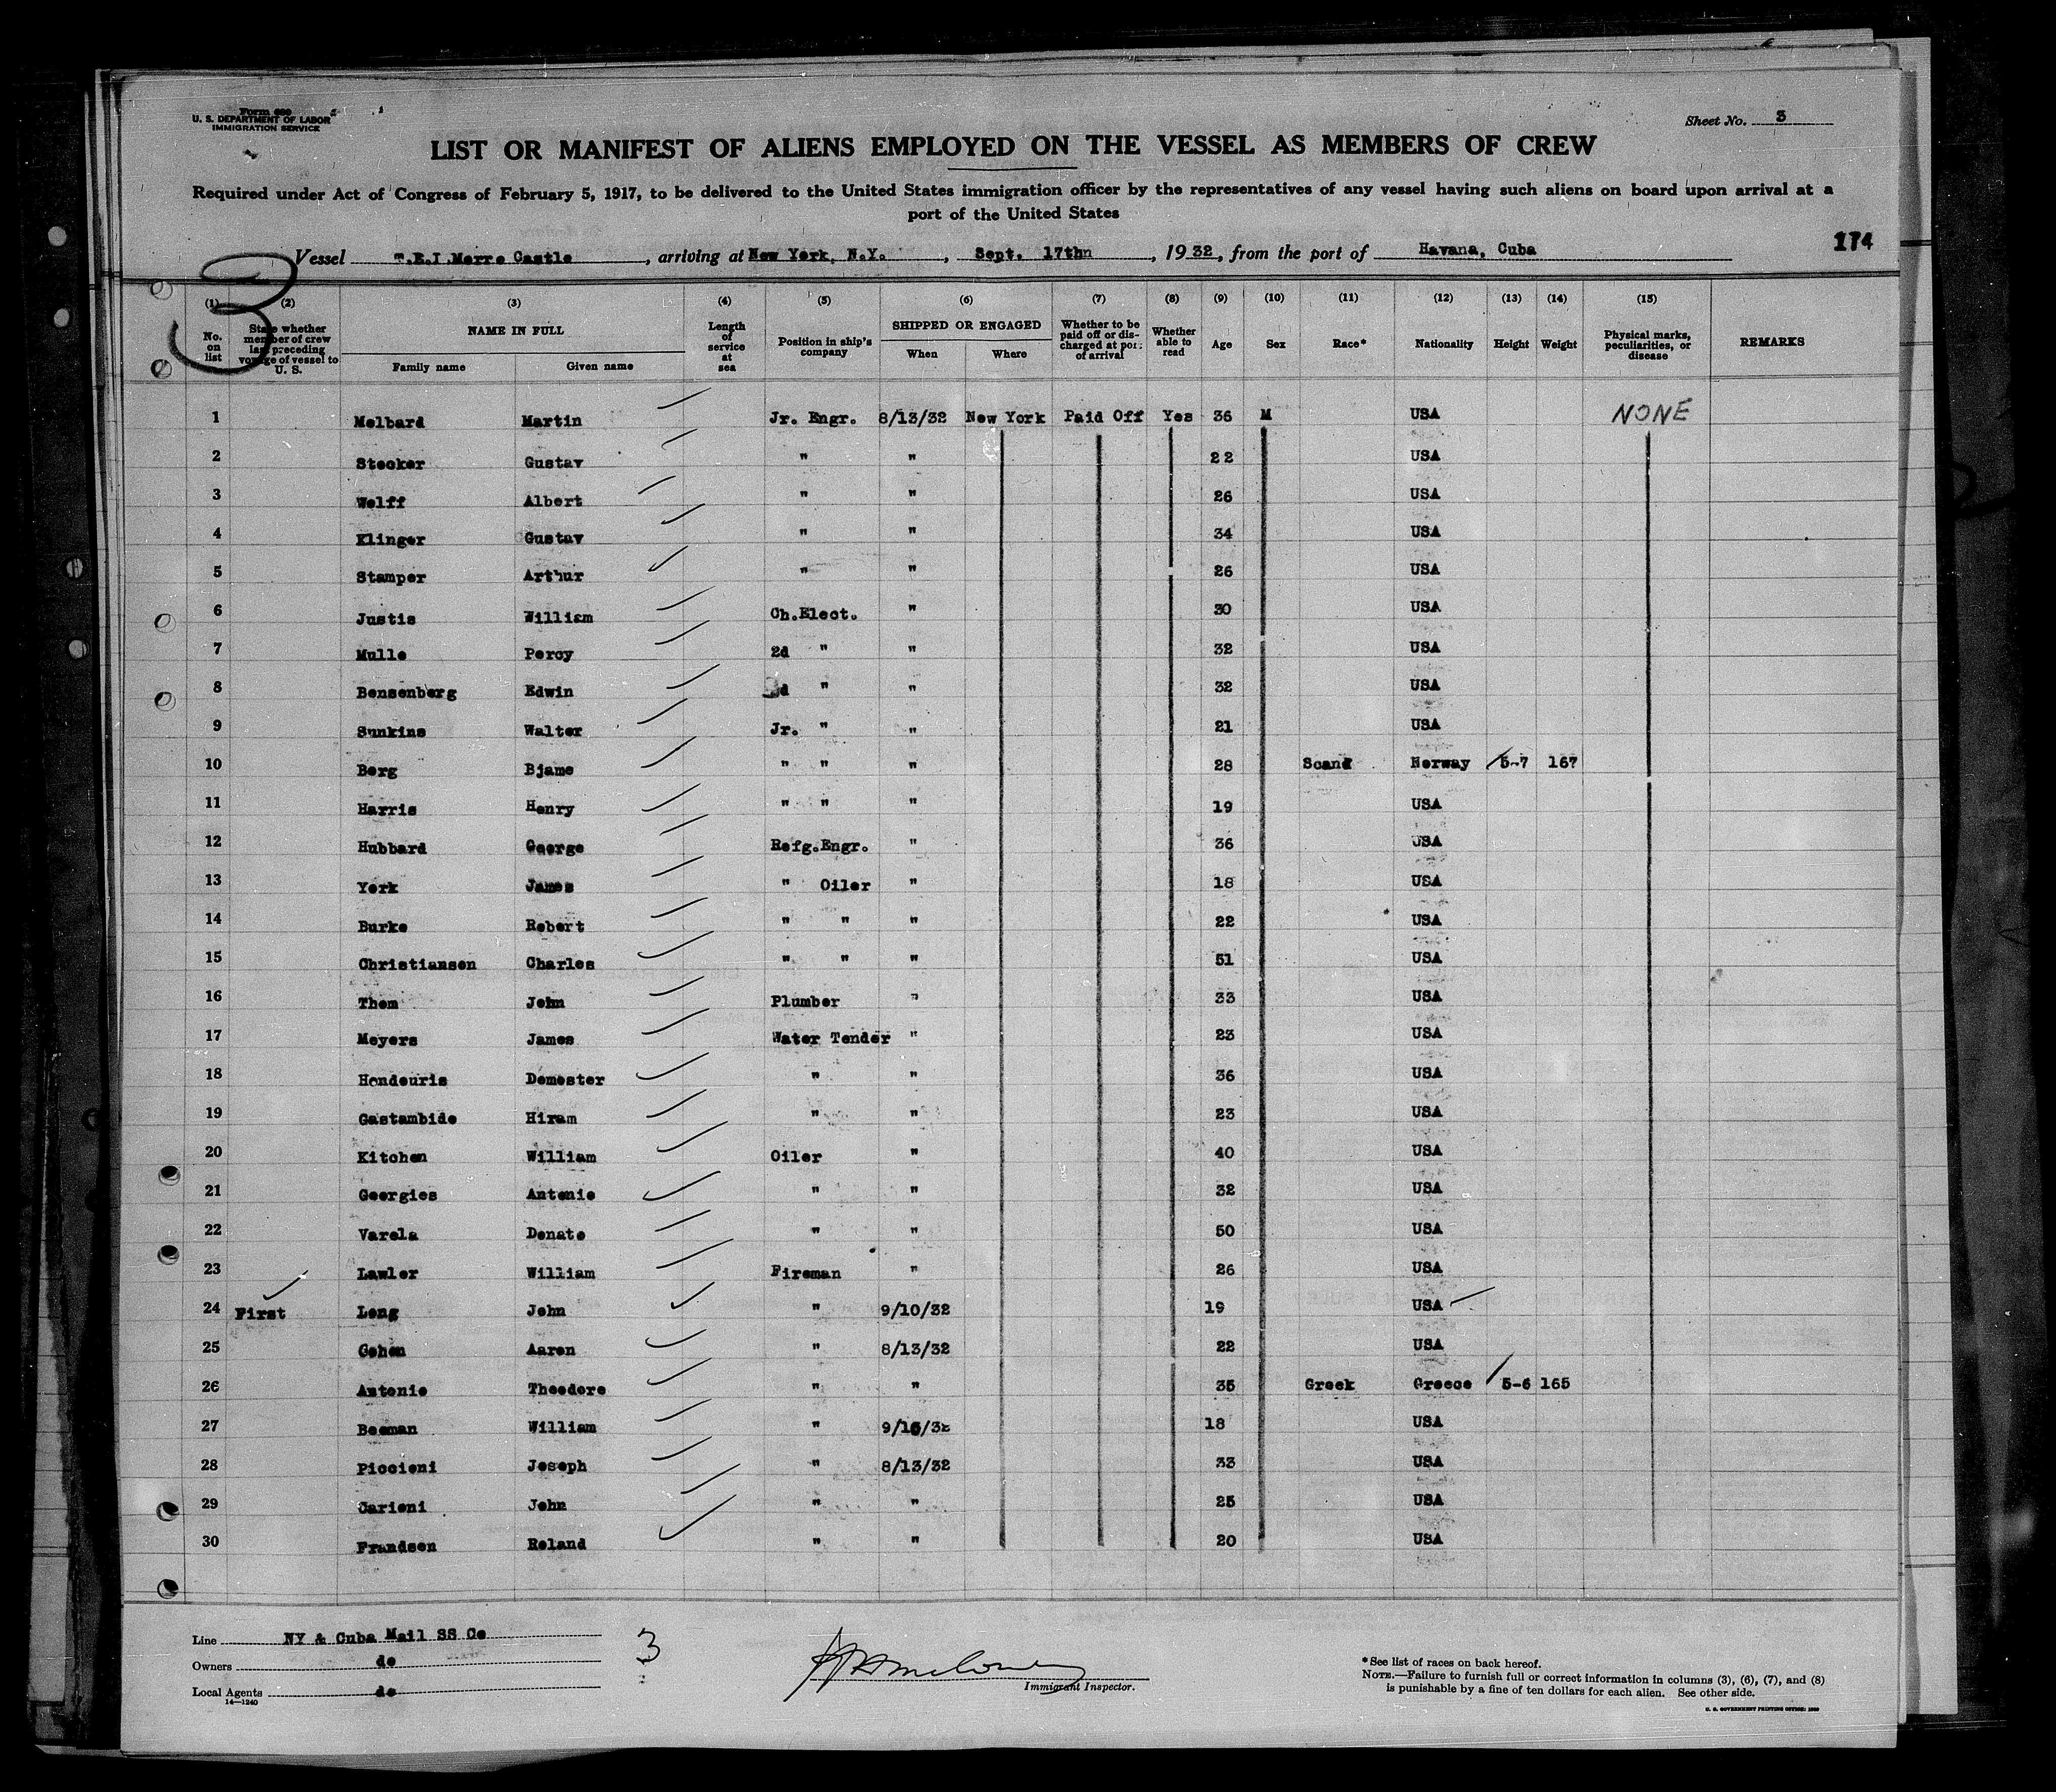 Form 689
U. S. DEPARTMENT OF LABOR
IMMIGRATION SERVICE
Sheet No. 3
LIST OR MANIFEST OF ALIENS EMPLOYED ON THE VESSEL AS MEMBERS OF CREW
Required under Act of Congress of February 5, 1917, to be delivered to the United States immigration officer by the representatives of any vessel having such aliens on board upon arrival at a
port of the United States
174
Vessel T.E.L Morro Castle, arriving at New York, N.Y., Sept. 17thn, 1932, from the port of Havana, Cuba
3
(1) (2) (3) (4) (5) (6) (7) (8) (9) (10) (11) (12) (13) (14) (15)
No. on list State whether member of crew last preceding voyage of vessel to U. S. NAME IN FULL Family name Given name Length of service at sea Position in ship's company SHIPPED OR ENGAGED When Where Whether to be paid off or discharged at port of arrival Whether able to read Age Sex Race* Nationality Height Weight Physical marks, peculiarities, or disease REMARKS
1 Melbard Martin Jr. Engr. 8/13/32 New York Paid Off Yes 36 M USA NONE
2 Stocker Gustav " " 22 USA
3 Wolff Albert " " 26 USA
4 Klinger Gustav " " 34 USA
5 Stamper Arthur " " 26 USA
6 Justis William Ch.Elect. " 30 USA
7 Mullo Percy 2d " " 32 USA
8 Bensenberg Edwin 3d " " 32 USA
9 Sunkins Walter Jr. " " 21 USA
10 Berg Bjame " " " 28 Scand Norway 5-7 167
11 Harris Henry " " " 19 USA
12 Hubbard George Refg.Engr. " 36 USA
13 York James " Oiler " 18 USA
14 Burke Robert " " " 22 USA
15 Christiansen Charles " " " 51 USA
16 Thom John Plumber " 33 USA
17 Meyers James Water Tender " 23 USA
18 Hondouris Demoster " " 36 USA
19 Gastambide Hiram " " 23 USA
20 Kitchen William Oiler " 40 USA
21 Georgios Antonio " " 32 USA
22 Varela Donato " " 50 USA
23 Lawler William Fireman " 26 USA
24 First Long John " 9/10/32 19 USA
25 Cohen Aaron " 8/13/32 22 USA
26 Antonio Theodore " " 35 Greek Greece 5-6 165
27 Beeman William " 9/10/32 18 USA
28 Piccioni Joseph " 8/13/32 33 USA
29 Carioni John " " 25 USA
30 Frandsen Roland " " 20 USA
Line NY & Cuba Mail SS Co
Owners do
Local Agents do
14—1240
3
Immigrant Inspector.
*See list of races on back hereof.
NOTE.—Failure to furnish full or correct information in columns (3), (6), (7), and (8)
is punishable by a fine of ten dollars for each alien. See other side.